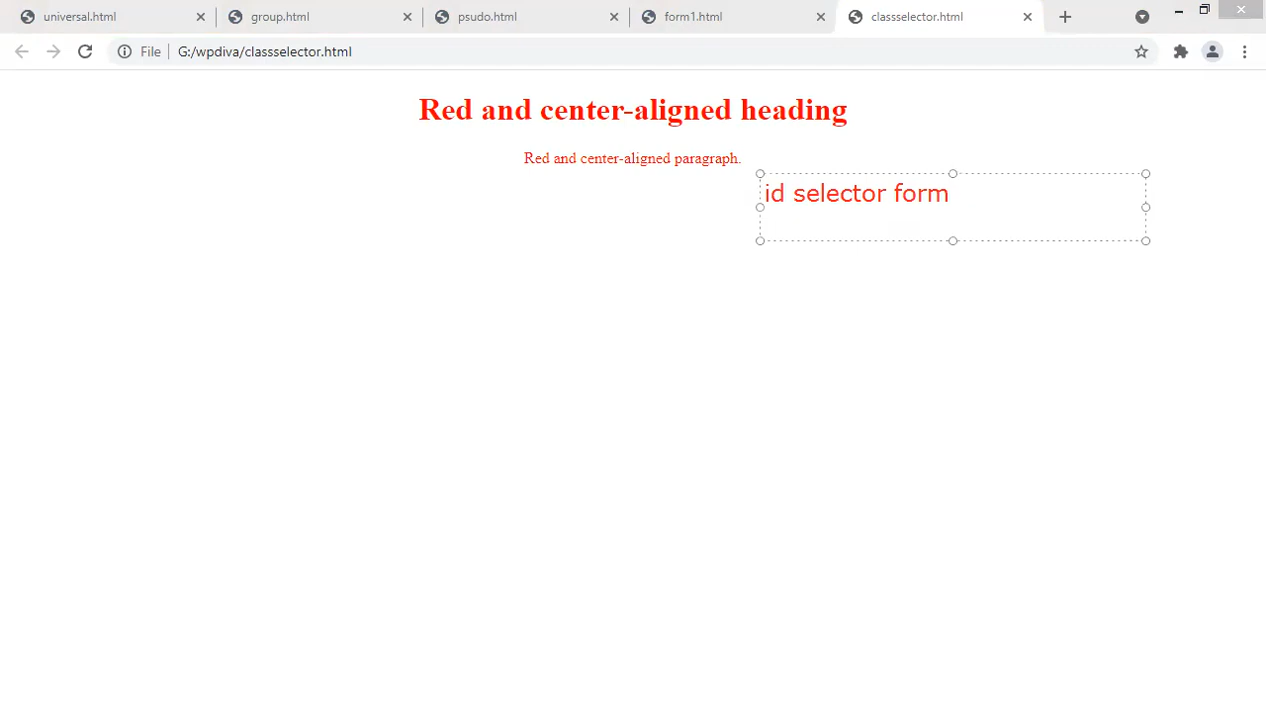 universal.html
group.html
psudo.html
form1.html
classselector.html
File
G:/wpdiva/classselector.html
Red and center-aligned heading
Red and center-aligned paragraph.
id selector form